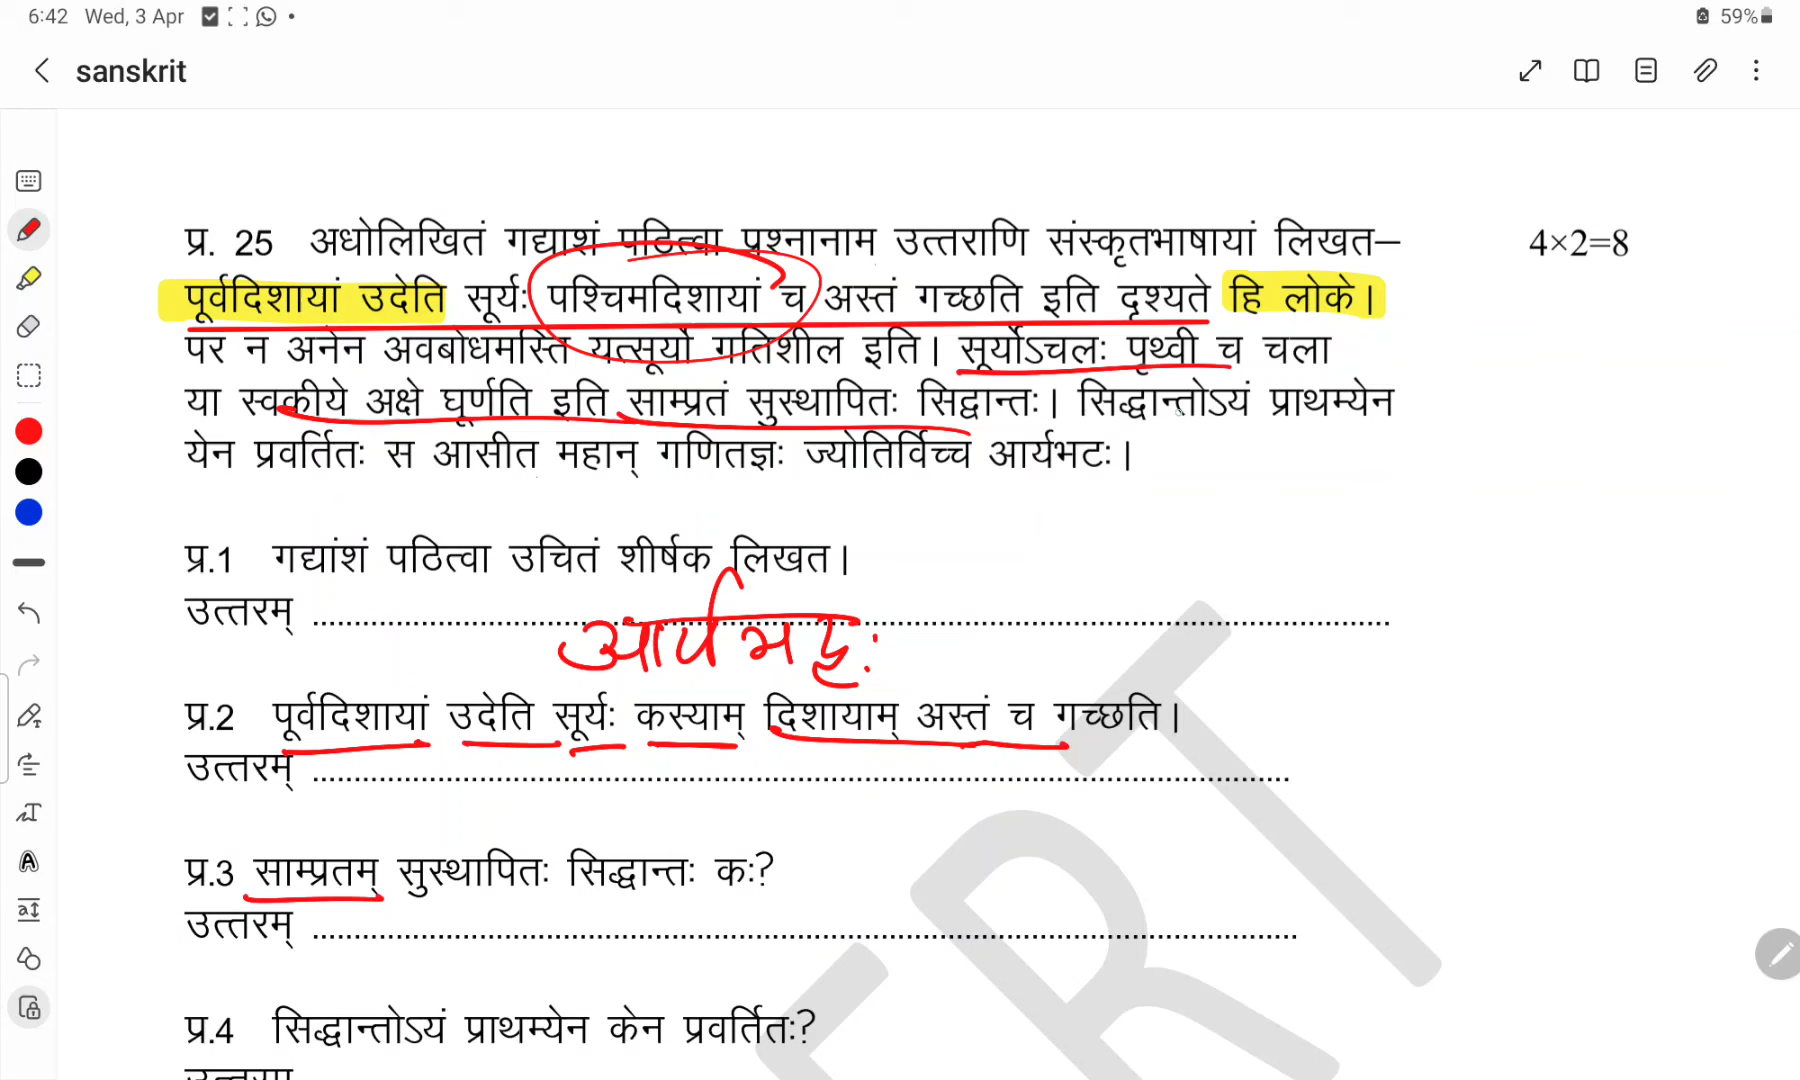 6:42 Wed, 3 Apr
59%
sanskrit
प्र. 25 अधोलिखितं गद्याशं पठित्वा प्रश्नानाम उत्तराणि संस्कृतभाषायां लिखत– 4×2=8
पूर्वदिशायां उदेति सूर्यः पश्चिमदिशायां च अस्तं गच्छति इति दृश्यते हि लोके।
पर न अनेन अवबोधमस्ति यत्सूर्यो गतिशील इति। सूर्योऽचलः पृथ्वी च चला
या स्वकीये अक्षे घूर्णति इति साम्प्रतं सुस्थापितः सिद्वान्तः। सिद्धान्तोऽयं प्राथम्येन
येन प्रवर्तितः स आसीत महान् गणितज्ञः ज्योतिर्विच्च आर्यभटः।
प्र.1 गद्यांशं पठित्वा उचितं शीर्षक लिखत।
उत्तरम् ........................................................................
आर्यभट्टः
प्र.2 पूर्वदिशायां उदेति सूर्यः कस्याम् दिशायाम् अस्तं च गच्छति।
उत्तरम् ........................................................................
प्र.3 साम्प्रतम् सुस्थापितः सिद्धान्तः कः?
उत्तरम् ........................................................................
प्र.4 सिद्धान्तोऽयं प्राथम्येन केन प्रवर्तितः?
उत्तरम्